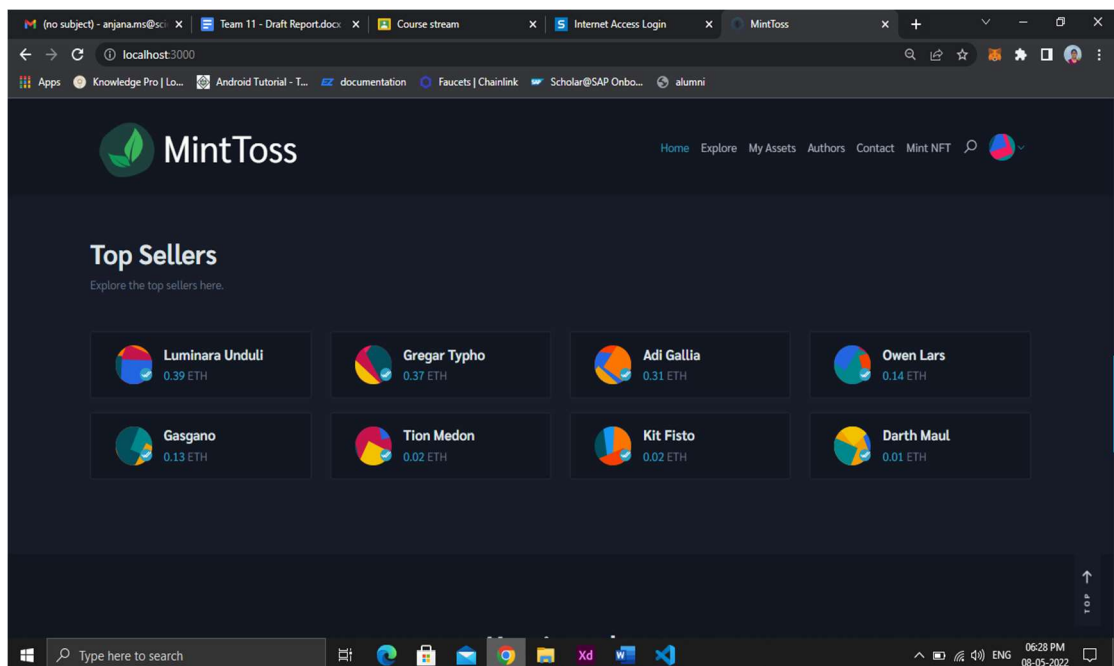 (no subject) - anjana.ms@sci Team 11 - Draft Report.docx Course stream Internet Access Login MintToss
localhost:3000
Apps Knowledge Pro | Lo... Android Tutorial - T... documentation Faucets | Chainlink Scholar@SAP Onbo... alumni
MintToss
Home Explore My Assets Authors Contact Mint NFT
Top Sellers
Explore the top sellers here.
Luminara Unduli Gregar Typho Adi Gallia Owen Lars
0.39 ETH 0.37 ETH 0.31 ETH 0.14 ETH
Gasgano Tion Medon Kit Fisto Darth Maul
0.13 ETH 0.02 ETH 0.02 ETH 0.01 ETH
TOP
Type here to search
Xd
ENG
06:28 PM
08-05-2022